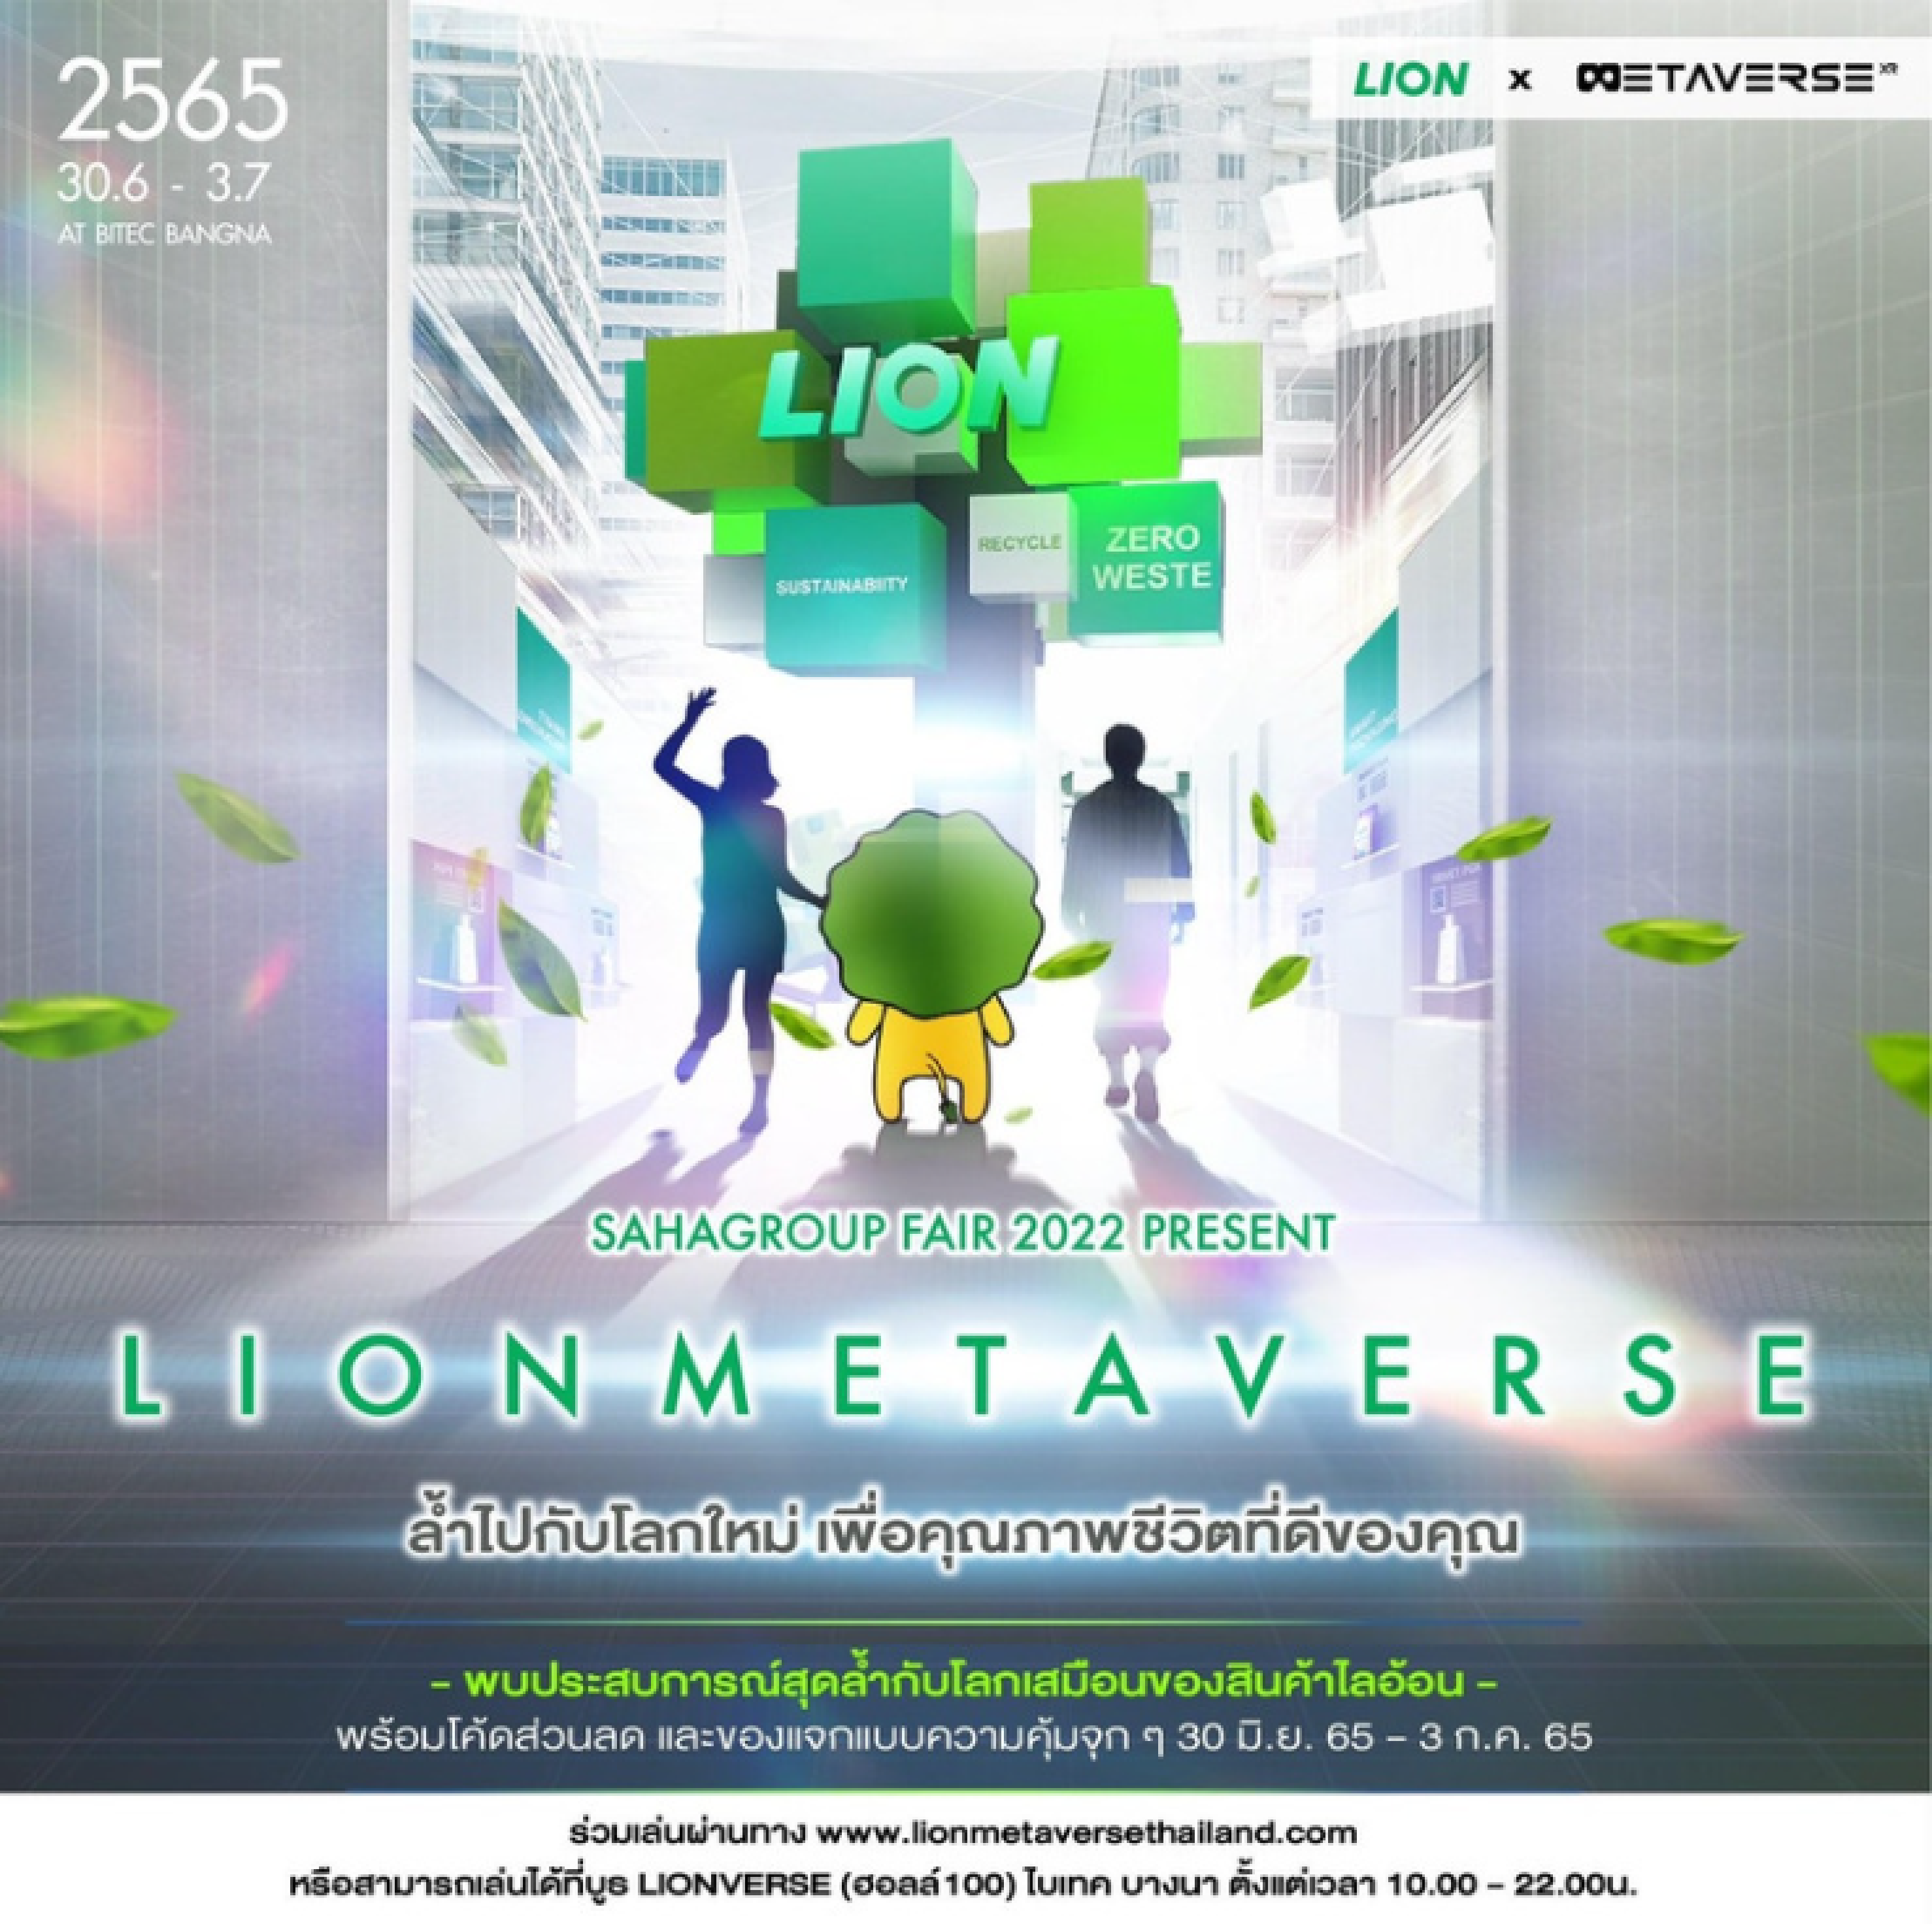 2565
30.6 - 3.7
AT BITEC BANGNA
LION x METAVERSE XR
LION
RECYCLE
ZERO
WESTE
SUSTAINABIITY
SAHAGROUP FAIR 2022 PRESENT
LIONMETAVERSE
ล้ำไปกับโลกใหม่ เพื่อคุณภาพชีวิตที่ดีของคุณ
- พบประสบการณ์สุดล้ำกับโลกเสมือนของสินค้าไลอ้อน -
พร้อมโค้ดส่วนลด และของแจกแบบความคุ้มจุก ๆ 30 มิ.ย. 65 - 3 ก.ค. 65
ร่วมเล่นผ่านทาง www.lionmetaversethailand.com
หรือสามารถเล่นได้ที่บูธ LIONVERSE (ฮอลล์100) ไบเทค บางนา ตั้งแต่เวลา 10.00 - 22.00น.